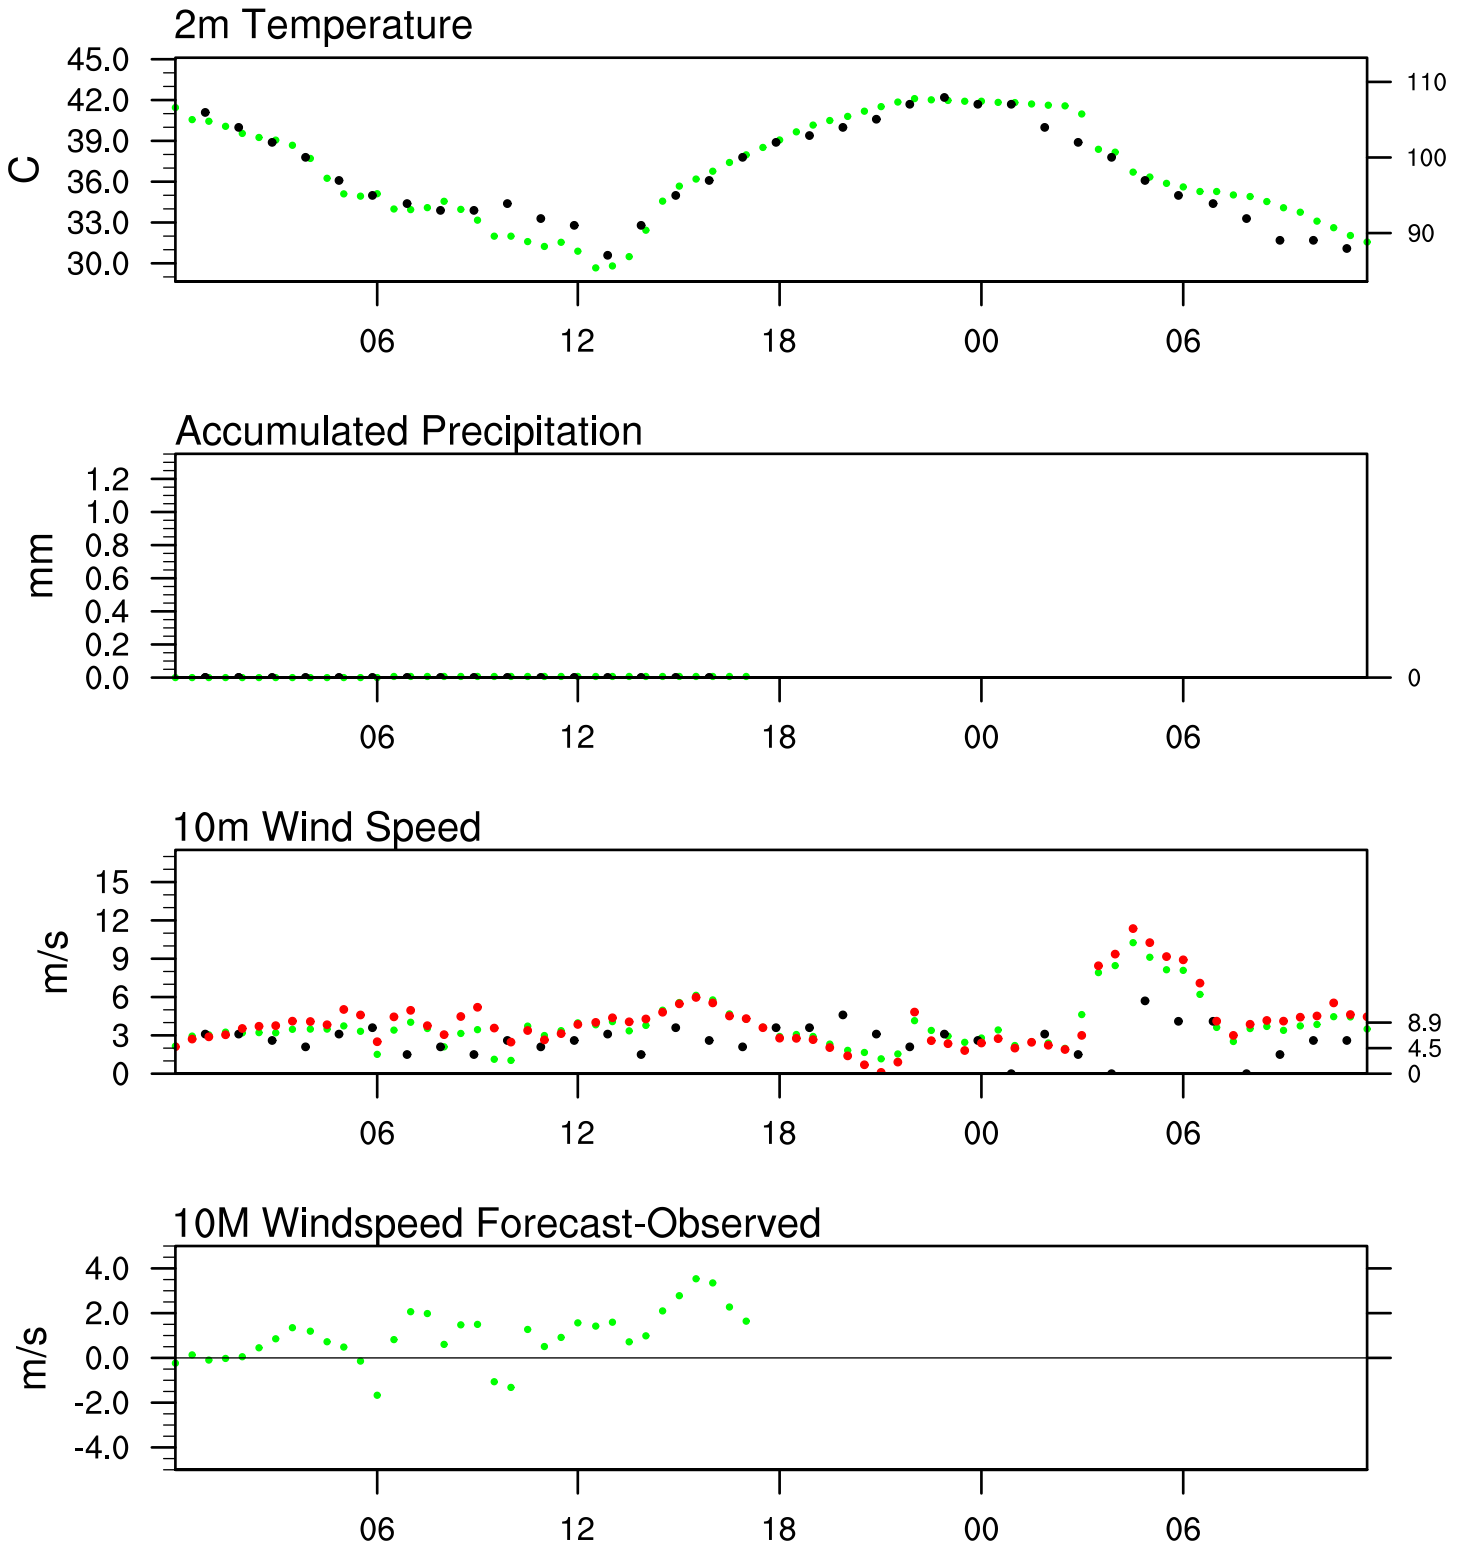 2m Temperature
45.0
42.0
39.0
36.0
33.0
30.0
C
110
100
90
06 12 18 00 06
Accumulated Precipitation
1.2
1.0
0.8
0.6
0.4
0.2
0.0
mm
0
06 12 18 00 06
10m Wind Speed
15
12
9
6
3
0
m/s
8.9
4.5
0
06 12 18 00 06
10M Windspeed Forecast-Observed
4.0
2.0
0.0
-2.0
-4.0
m/s
06 12 18 00 06